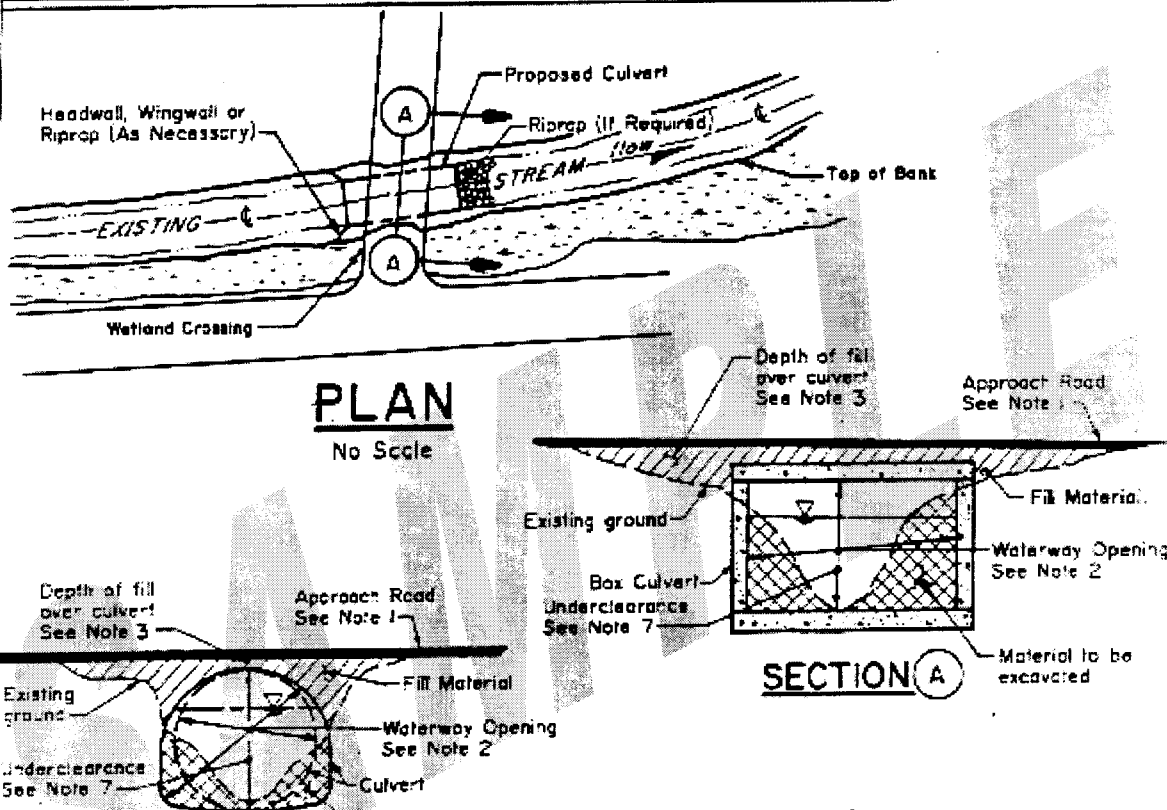 Proposed Culvert
Headwall, Wingwall or
Riprap (As Necessary)
A
Riprap (If Required)
℄
flow
STREAM
Top of Bank
EXISTING ℄
A
Wetland Crossing
PLAN
No Scale
Depth of fill
over culvert
See Note 3
Approach Road
See Note 1
Existing ground
Fill Material
Waterway Opening
See Note 2
Box Culvert
Underclearance
See Note 7
Material to be
excavated
SECTION A
Depth of fill
over culvert
See Note 3
Approach Road
See Note 1
Existing
ground
Fill Material
Waterway Opening
See Note 2
Underclearance
See Note 7
Culvert
SAMPLE